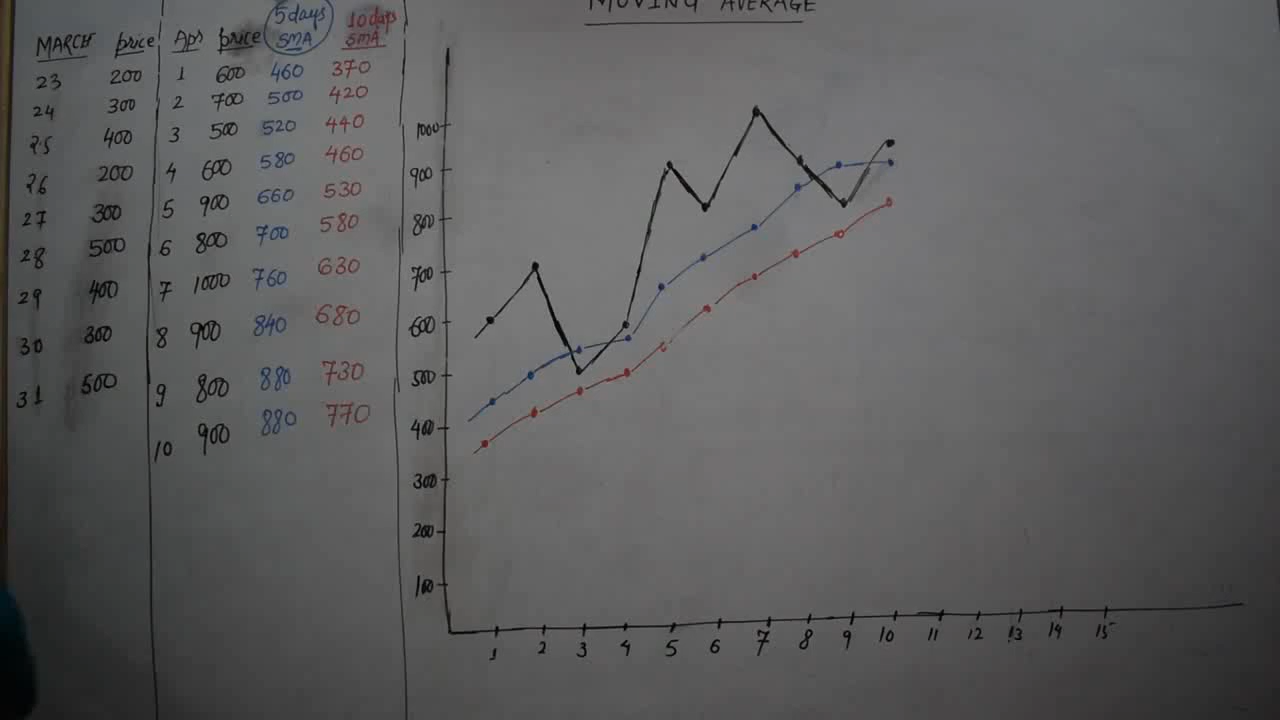 MOVING AVERAGE
MARCH price
23 200
24 300
25 400
26 200
27 300
28 500
29 400
30 300
31 500
Apr price 5days SMA 10days SMA
1 600 460 370
2 700 500 420
3 500 520 440
4 600 580 460
5 900 660 530
6 800 700 580
7 1000 760 630
8 900 840 680
9 800 880 730
10 900 880 770
1000
900
800
700
600
500
400
300
200
100
1 2 3 4 5 6 7 8 9 10 11 12 13 14 15